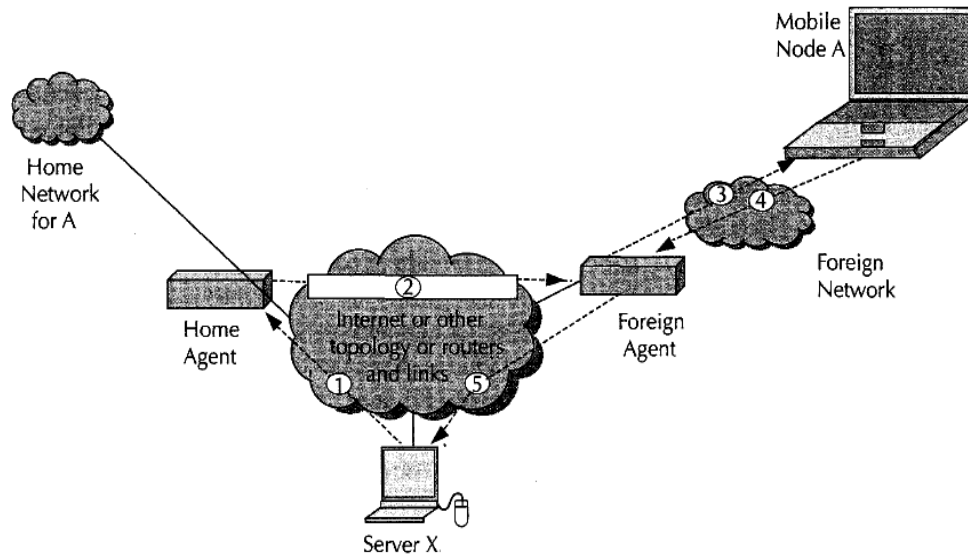 Mobile
Node A
Home
Network
for A
3
4
2
Foreign
Network
Home
Agent
Internet or other
topology or routers
and links
Foreign
Agent
1
5
Server X